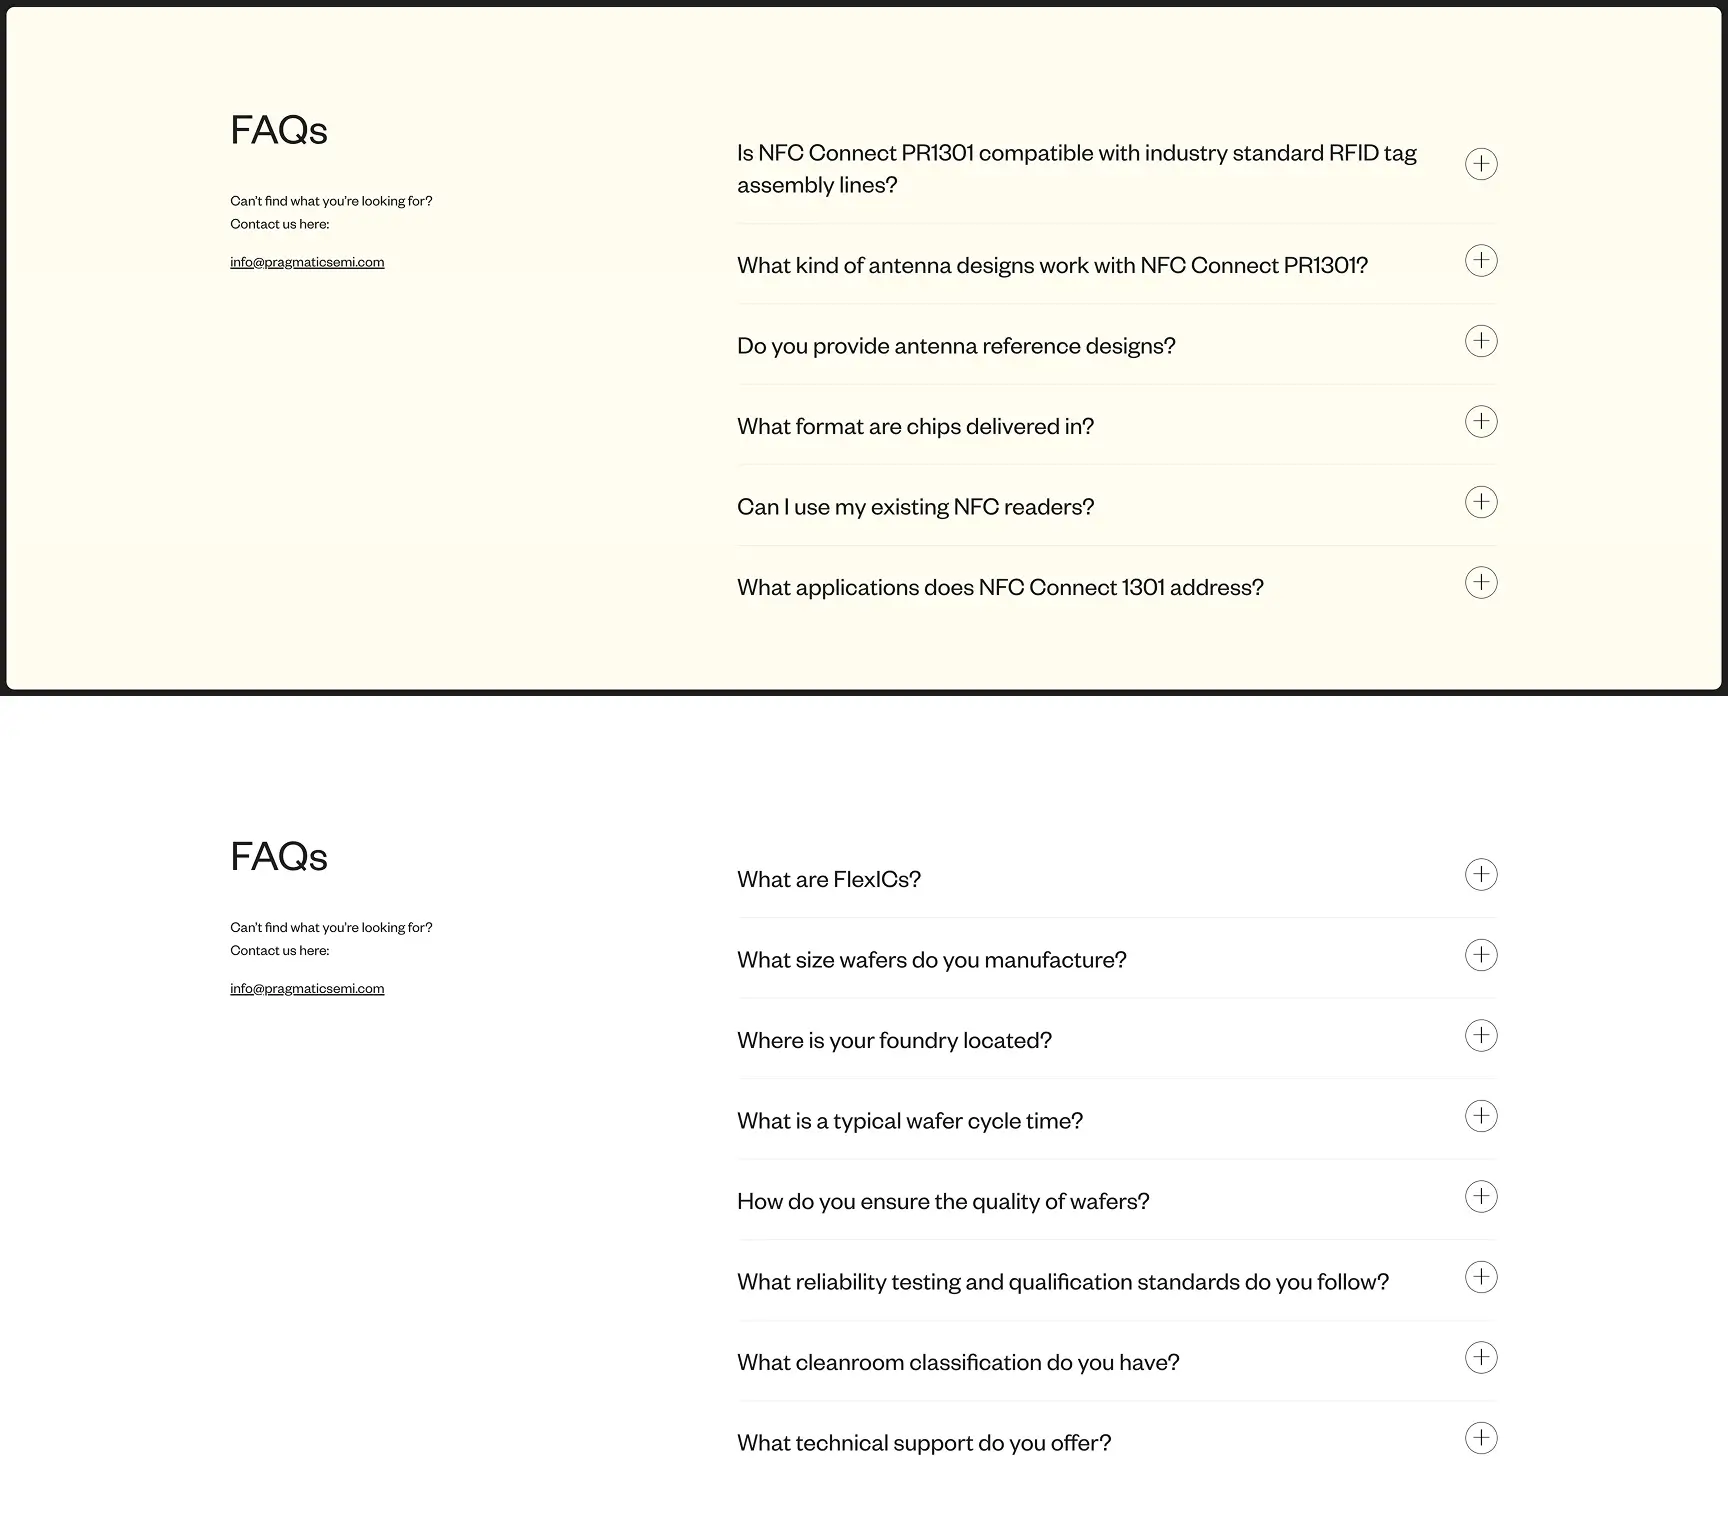 FAQs
Can't find what you're looking for?
Contact us here:
info@pragmaticsemi.com
Is NFC Connect PR1301 compatible with industry standard RFID tag
assembly lines?
What kind of antenna designs work with NFC Connect PR1301?
Do you provide antenna reference designs?
What format are chips delivered in?
Can I use my existing NFC readers?
What applications does NFC Connect 1301 address?
FAQs
Can't find what you're looking for?
Contact us here:
info@pragmaticsemi.com
What are FlexICs?
What size wafers do you manufacture?
Where is your foundry located?
What is a typical wafer cycle time?
How do you ensure the quality of wafers?
What reliability testing and qualification standards do you follow?
What cleanroom classification do you have?
What technical support do you offer?